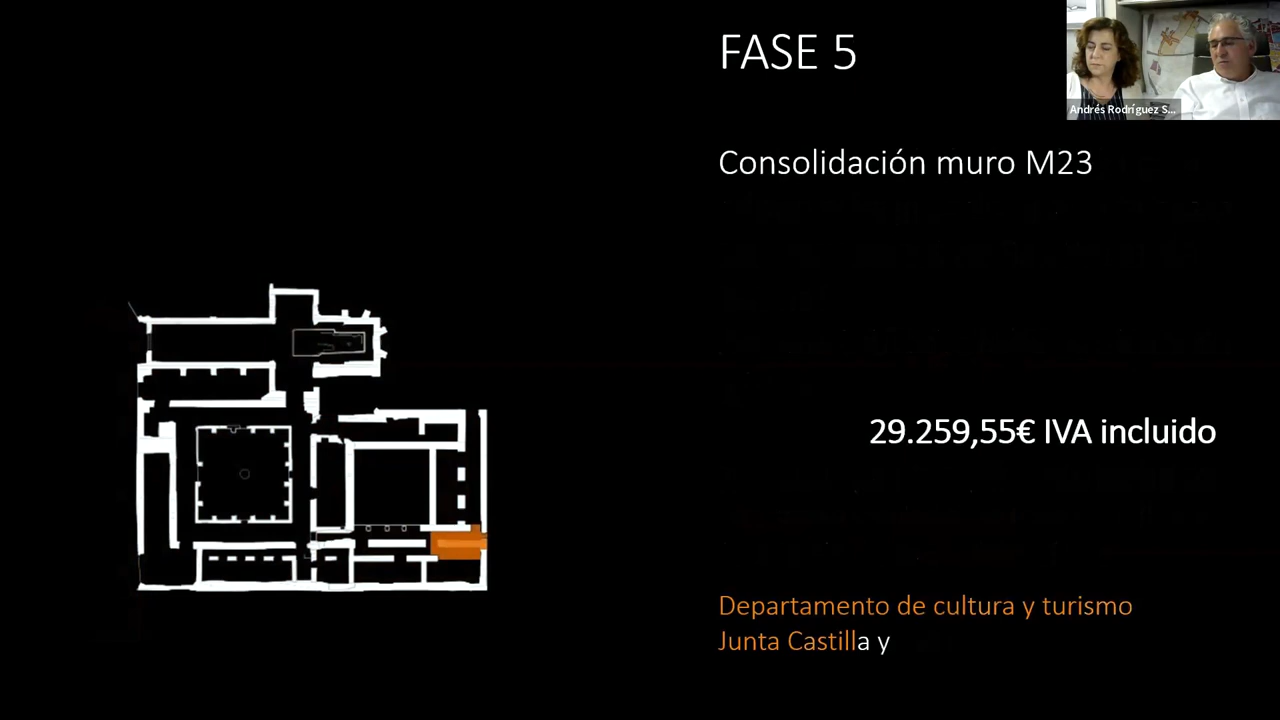 FASE 5
Andrés Rodríguez S...
Consolidación muro M23
29.259,55€ IVA incluido
Departamento de cultura y turismo
Junta Castilla y